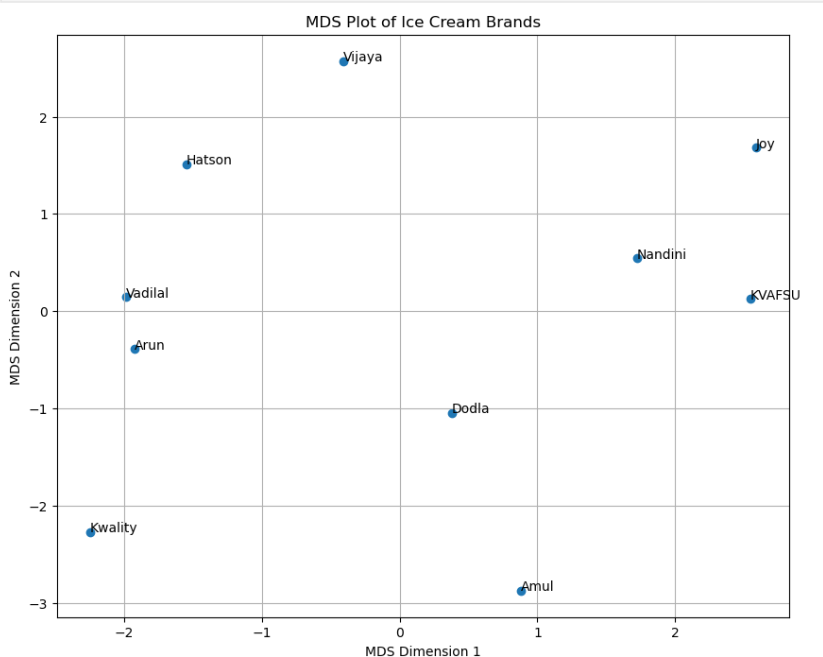 MDS Plot of Ice Cream Brands
Vijaya
2
Joy
Hatson
1
Nandini
Vadilal
KVAFSU
0
Arun
MDS Dimension 2
−1
Dodla
−2
Kwality
Amul
−3
−2
−1
0
1
2
MDS Dimension 1